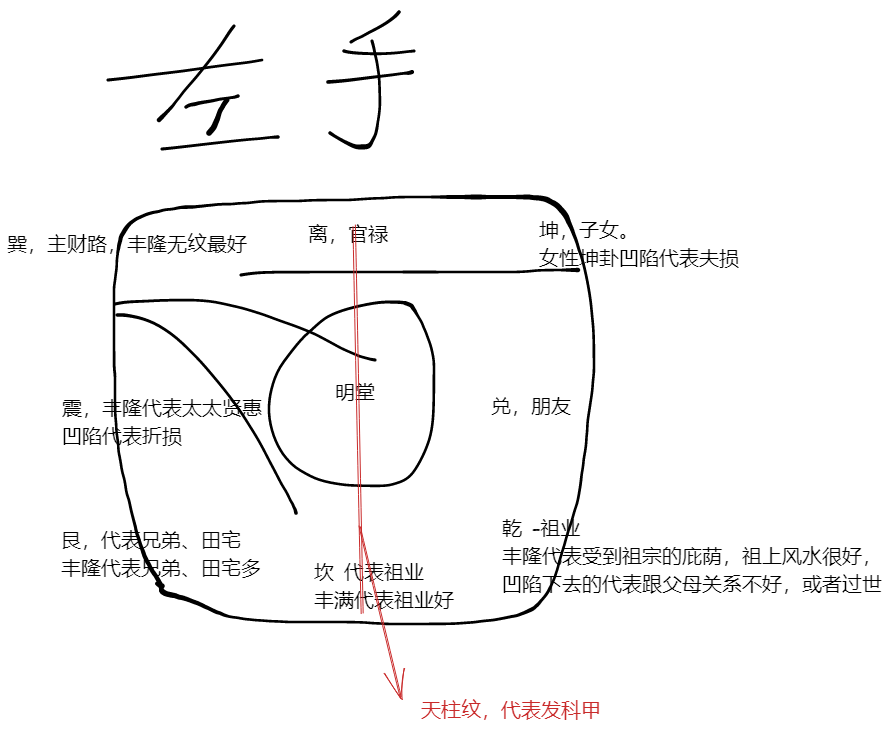 左手
巽，主财路，丰隆无纹最好
离，官禄
坤，子女。
女性坤卦凹陷代表夫损
明堂
震，丰隆代表太太贤惠
凹陷代表折损
兑，朋友
艮，代表兄弟、田宅
丰隆代表兄弟、田宅多
坎 代表祖业
丰满代表祖业好
乾 -祖业
丰隆代表受到祖宗的庇荫，祖上风水很好，
凹陷下去的代表跟父母关系不好，或者过世
天柱纹，代表发科甲